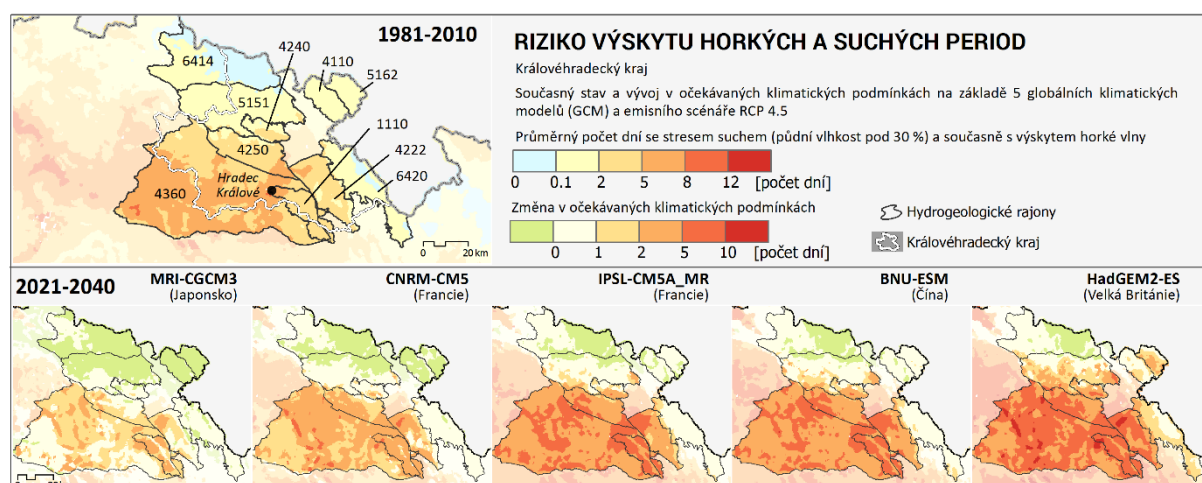 1981-2010
4240
4110
5162
6414
5151
1110
4250
4222
4360
Hradec
Králové
6420
0 20 km
RIZIKO VÝSKYTU HORKÝCH A SUCHÝCH PERIOD
Královéhradecký kraj
Současný stav a vývoj v očekávaných klimatických podmínkách na základě 5 globálních klimatických
modelů (GCM) a emisního scénáře RCP 4.5
Průměrný počet dní se stresem suchem (půdní vlhkost pod 30 %) a současně s výskytem horké vlny
0 0.1 2 5 8 12 [počet dní]
Změna v očekávaných klimatických podmínkách
0 1 2 5 10 [počet dní]
Hydrogeologické rajony
Královéhradecký kraj
2021-2040
MRI-CGCM3
(Japonsko)
CNRM-CM5
(Francie)
IPSL-CM5A_MR
(Francie)
BNU-ESM
(Čína)
HadGEM2-ES
(Velká Británie)